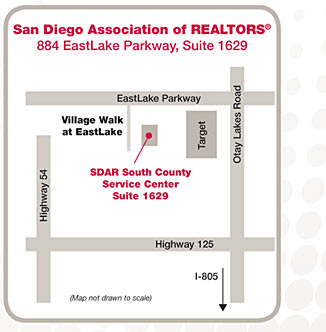 San Diego Association of REALTORS®
884 EastLake Parkway, Suite 1629
EastLake Parkway
Village Walk
at EastLake
Target
Otay Lakes Road
SDAR South County
Service Center
Suite 1629
Highway 54
Highway 125
I-805
(Map not drawn to scale)